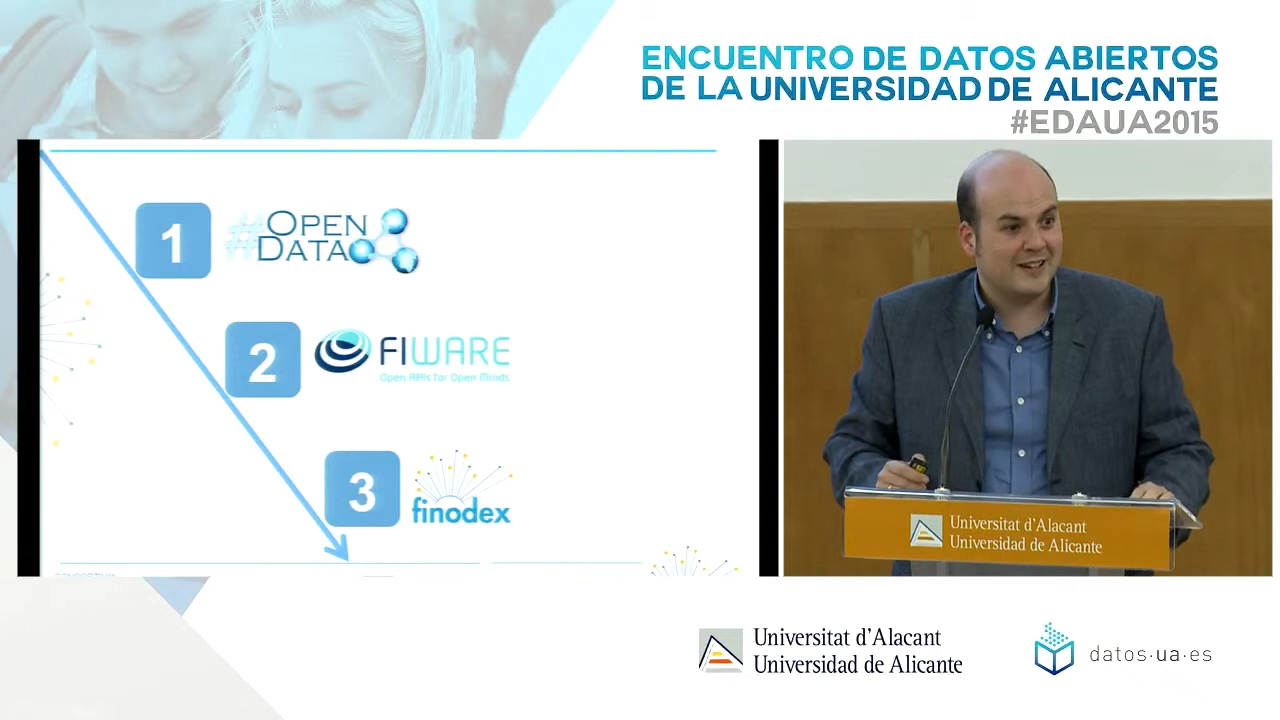 ENCUENTRO DE DATOS ABIERTOS
DE LA UNIVERSIDAD DE ALICANTE
#EDAUA2015
1
#OPEN
DATA
2
FIWARE
Open APIs for Open Minds
3
finodex
Universitat d'Alacant
Universidad de Alicante
Universitat d'Alacant
Universidad de Alicante
datos·ua·es